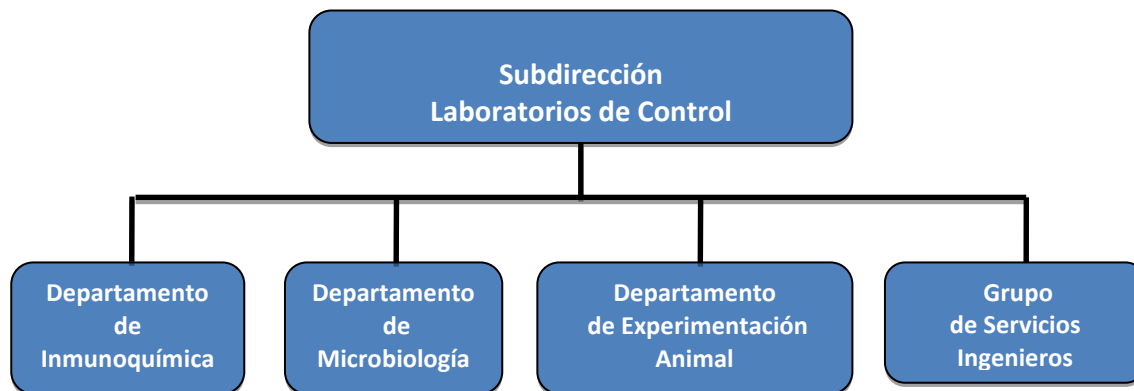 Subdirección
Laboratorios de Control
Departamento
de
Inmunoquímica
Departamento
de
Microbiología
Departamento
de Experimentación
Animal
Grupo
de Servicios
Ingenieros